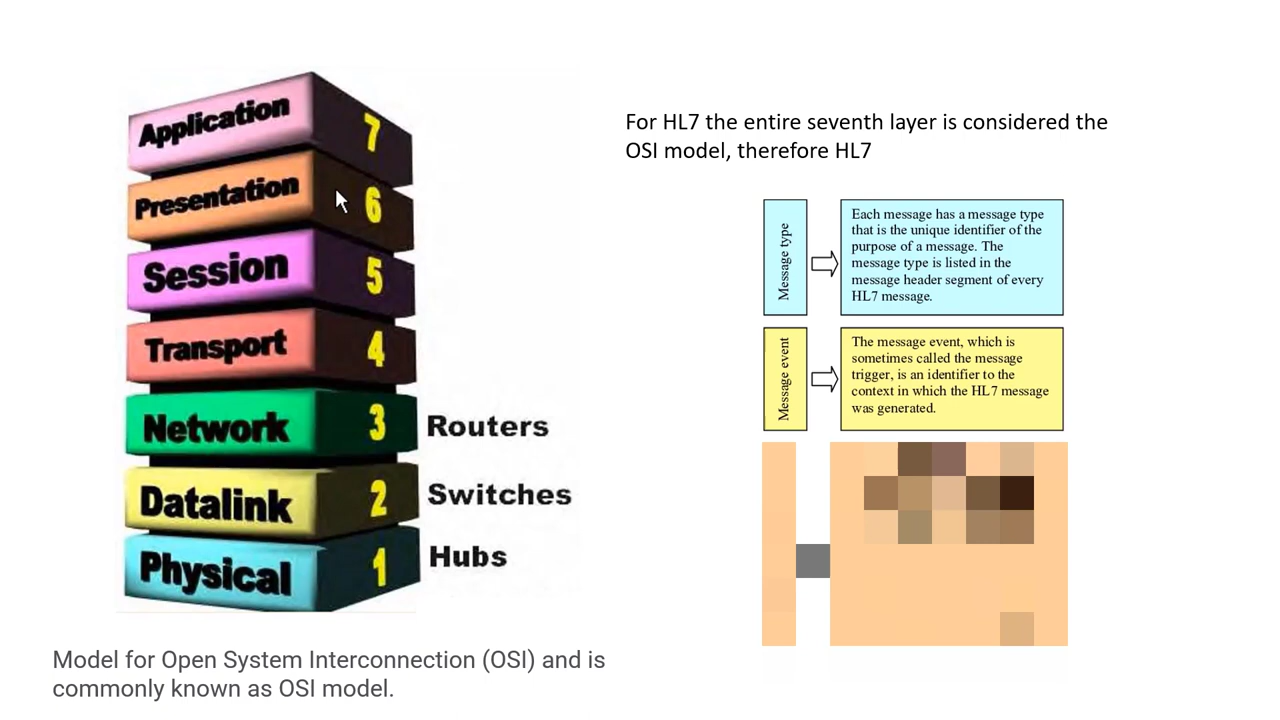 Application
7
Presentation
6
Session
5
Transport
4
Network
3
Routers
Datalink
2
Switches
Physical
1
Hubs
Model for Open System Interconnection (OSI) and is
commonly known as OSI model.
For HL7 the entire seventh layer is considered the
OSI model, therefore HL7
Message type
Each message has a message type
that is the unique identifier of the
purpose of a message. The
message type is listed in the
message header segment of every
HL7 message.
Message event
The message event, which is
sometimes called the message
trigger, is an identifier to the
context in which the HL7 message
was generated.